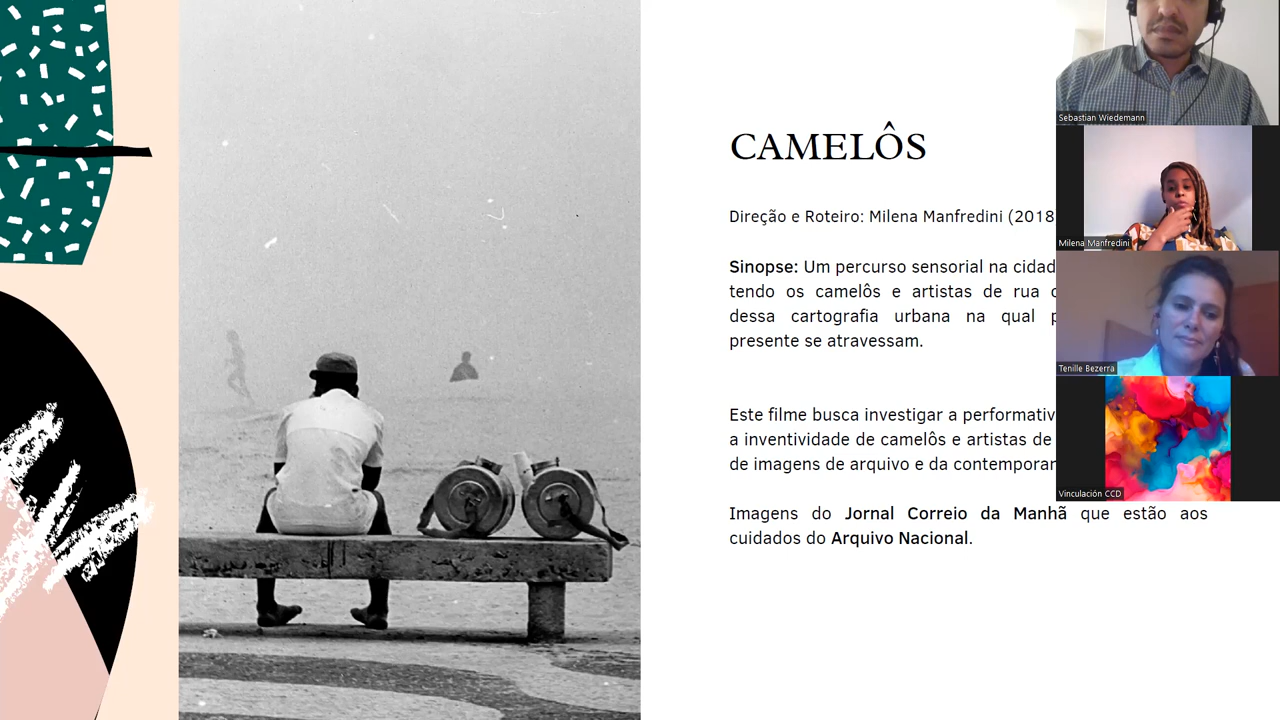 CAMELÔS
Direção e Roteiro: Milena Manfredini (2018
Sinopse: Um percurso sensorial na
tendo os camelôs e artistas de rua
dessa cartografia urbana na qual
presente se atravessam.
Este filme busca investigar a
a inventividade de camelôs e artistas de
de imagens de arquivo e da
Imagens do Jornal Correio da Manhã que estão aos
cuidados do Arquivo Nacional.
Sebastian Wiedemann
Milena Manfredini
Tenille Bezerra
Vinculación CCD